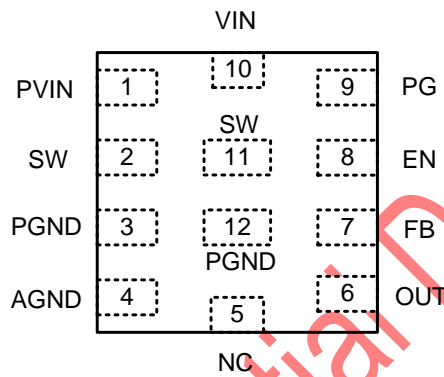 VIN
PVIN 1 10 9 PG
SW
SW 2 11 8 EN
PGND 3 12 7 FB
PGND
AGND 4 5 6 OUT
NC